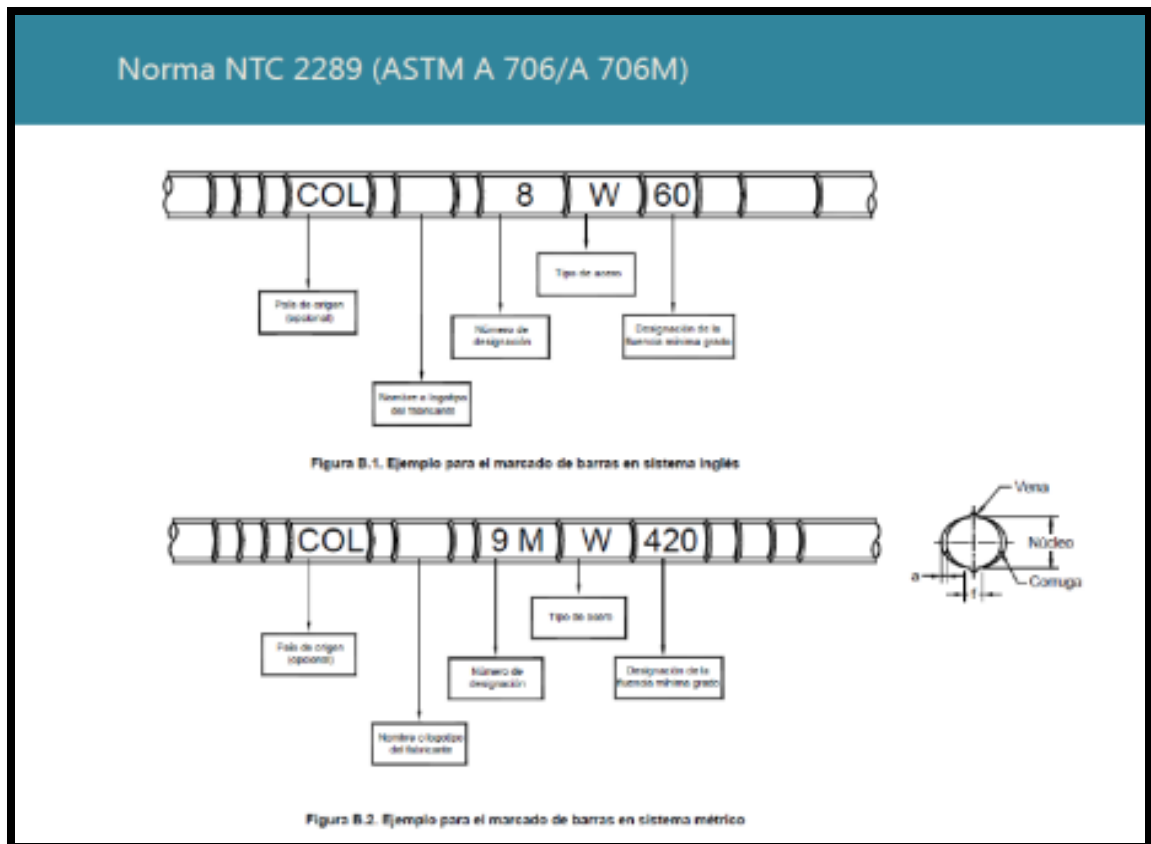 Norma NTC 2289 (ASTM A 706/A 706M)
COL 8 W 60
Tipo de acero
País de origen
(opcional)
Número de
designación
Designación de la
fluencia mínima grado
Nombre o logotipo
del fabricante
Figura B.1. Ejemplo para el marcado de barras en sistema inglés
COL 9 M W 420
Vena
Núcleo
Corruga
a
f
Tipo de acero
País de origen
(opcional)
Número de
designación
Designación de la
fluencia mínima grado
Nombre o logotipo
del fabricante
Figura B.2. Ejemplo para el marcado de barras en sistema métrico